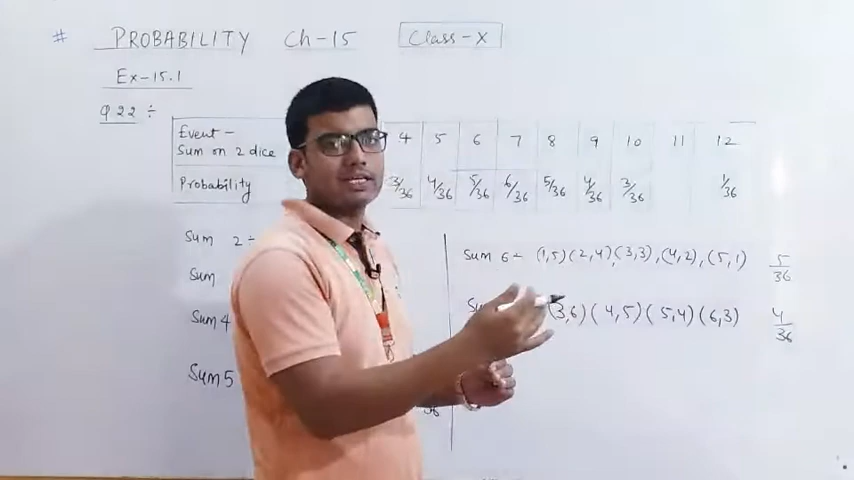 # PROBABILITY Ch-15 Class-X
Ex-15.1
Q 22 ÷
Event - 4 5 6 7 8 9 10 11 12
Sum on 2 dice
Probability 3/36 4/36 5/36 6/36 5/36 4/36 3/36 1/36
Sum 2 ÷
Sum
Sum 4
Sum 5
36
Sum 6 ÷ (1,5)(2,4)(3,3),(4,2),(5,1) 5/36
(3,6)(4,5)(5,4)(6,3) 4/36